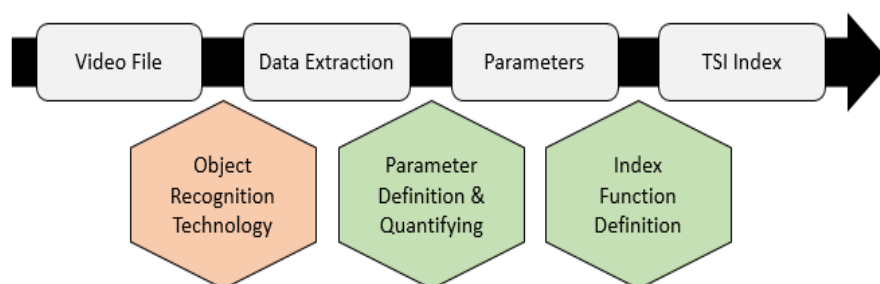 Video File
Data Extraction
Parameters
TSI Index
Object
Recognition
Technology
Parameter
Definition &
Quantifying
Index
Function
Definition